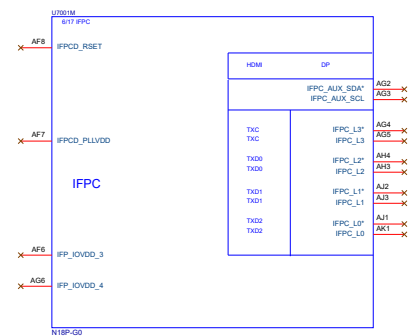 U7001M
6/17 IFPC
AF8 IFPCD_RSET
HDMI DP
IFPC_AUX_SDA* AG2
IFPC_AUX_SCL AG3
TXC IFPC_L3* AG4
TXC IFPC_L3 AG5
AF7 IFPCD_PLLVDD
TXD0 IFPC_L2* AH4
TXD0 IFPC_L2 AH3
IFPC
TXD1 IFPC_L1* AJ2
TXD1 IFPC_L1 AJ3
TXD2 IFPC_L0* AJ1
TXD2 IFPC_L0 AK1
AF6 IFP_IOVDD_3
AG6 IFP_IOVDD_4
N18P-G0